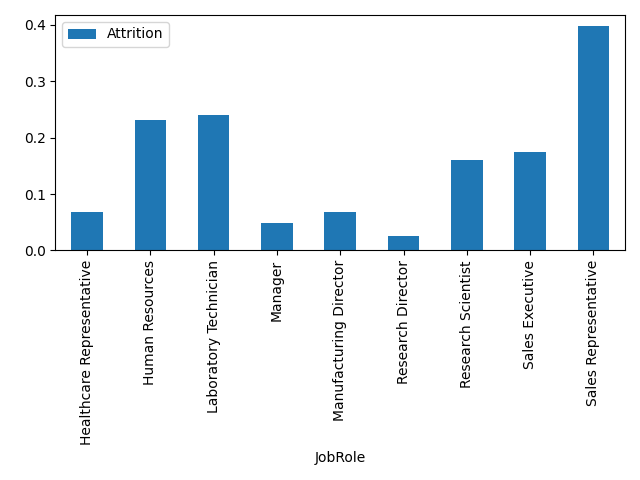 Attrition
0.4
0.3
0.2
0.1
0.0
Healthcare Representative
Human Resources
Laboratory Technician
Manager
Manufacturing Director
Research Director
Research Scientist
Sales Executive
Sales Representative
JobRole